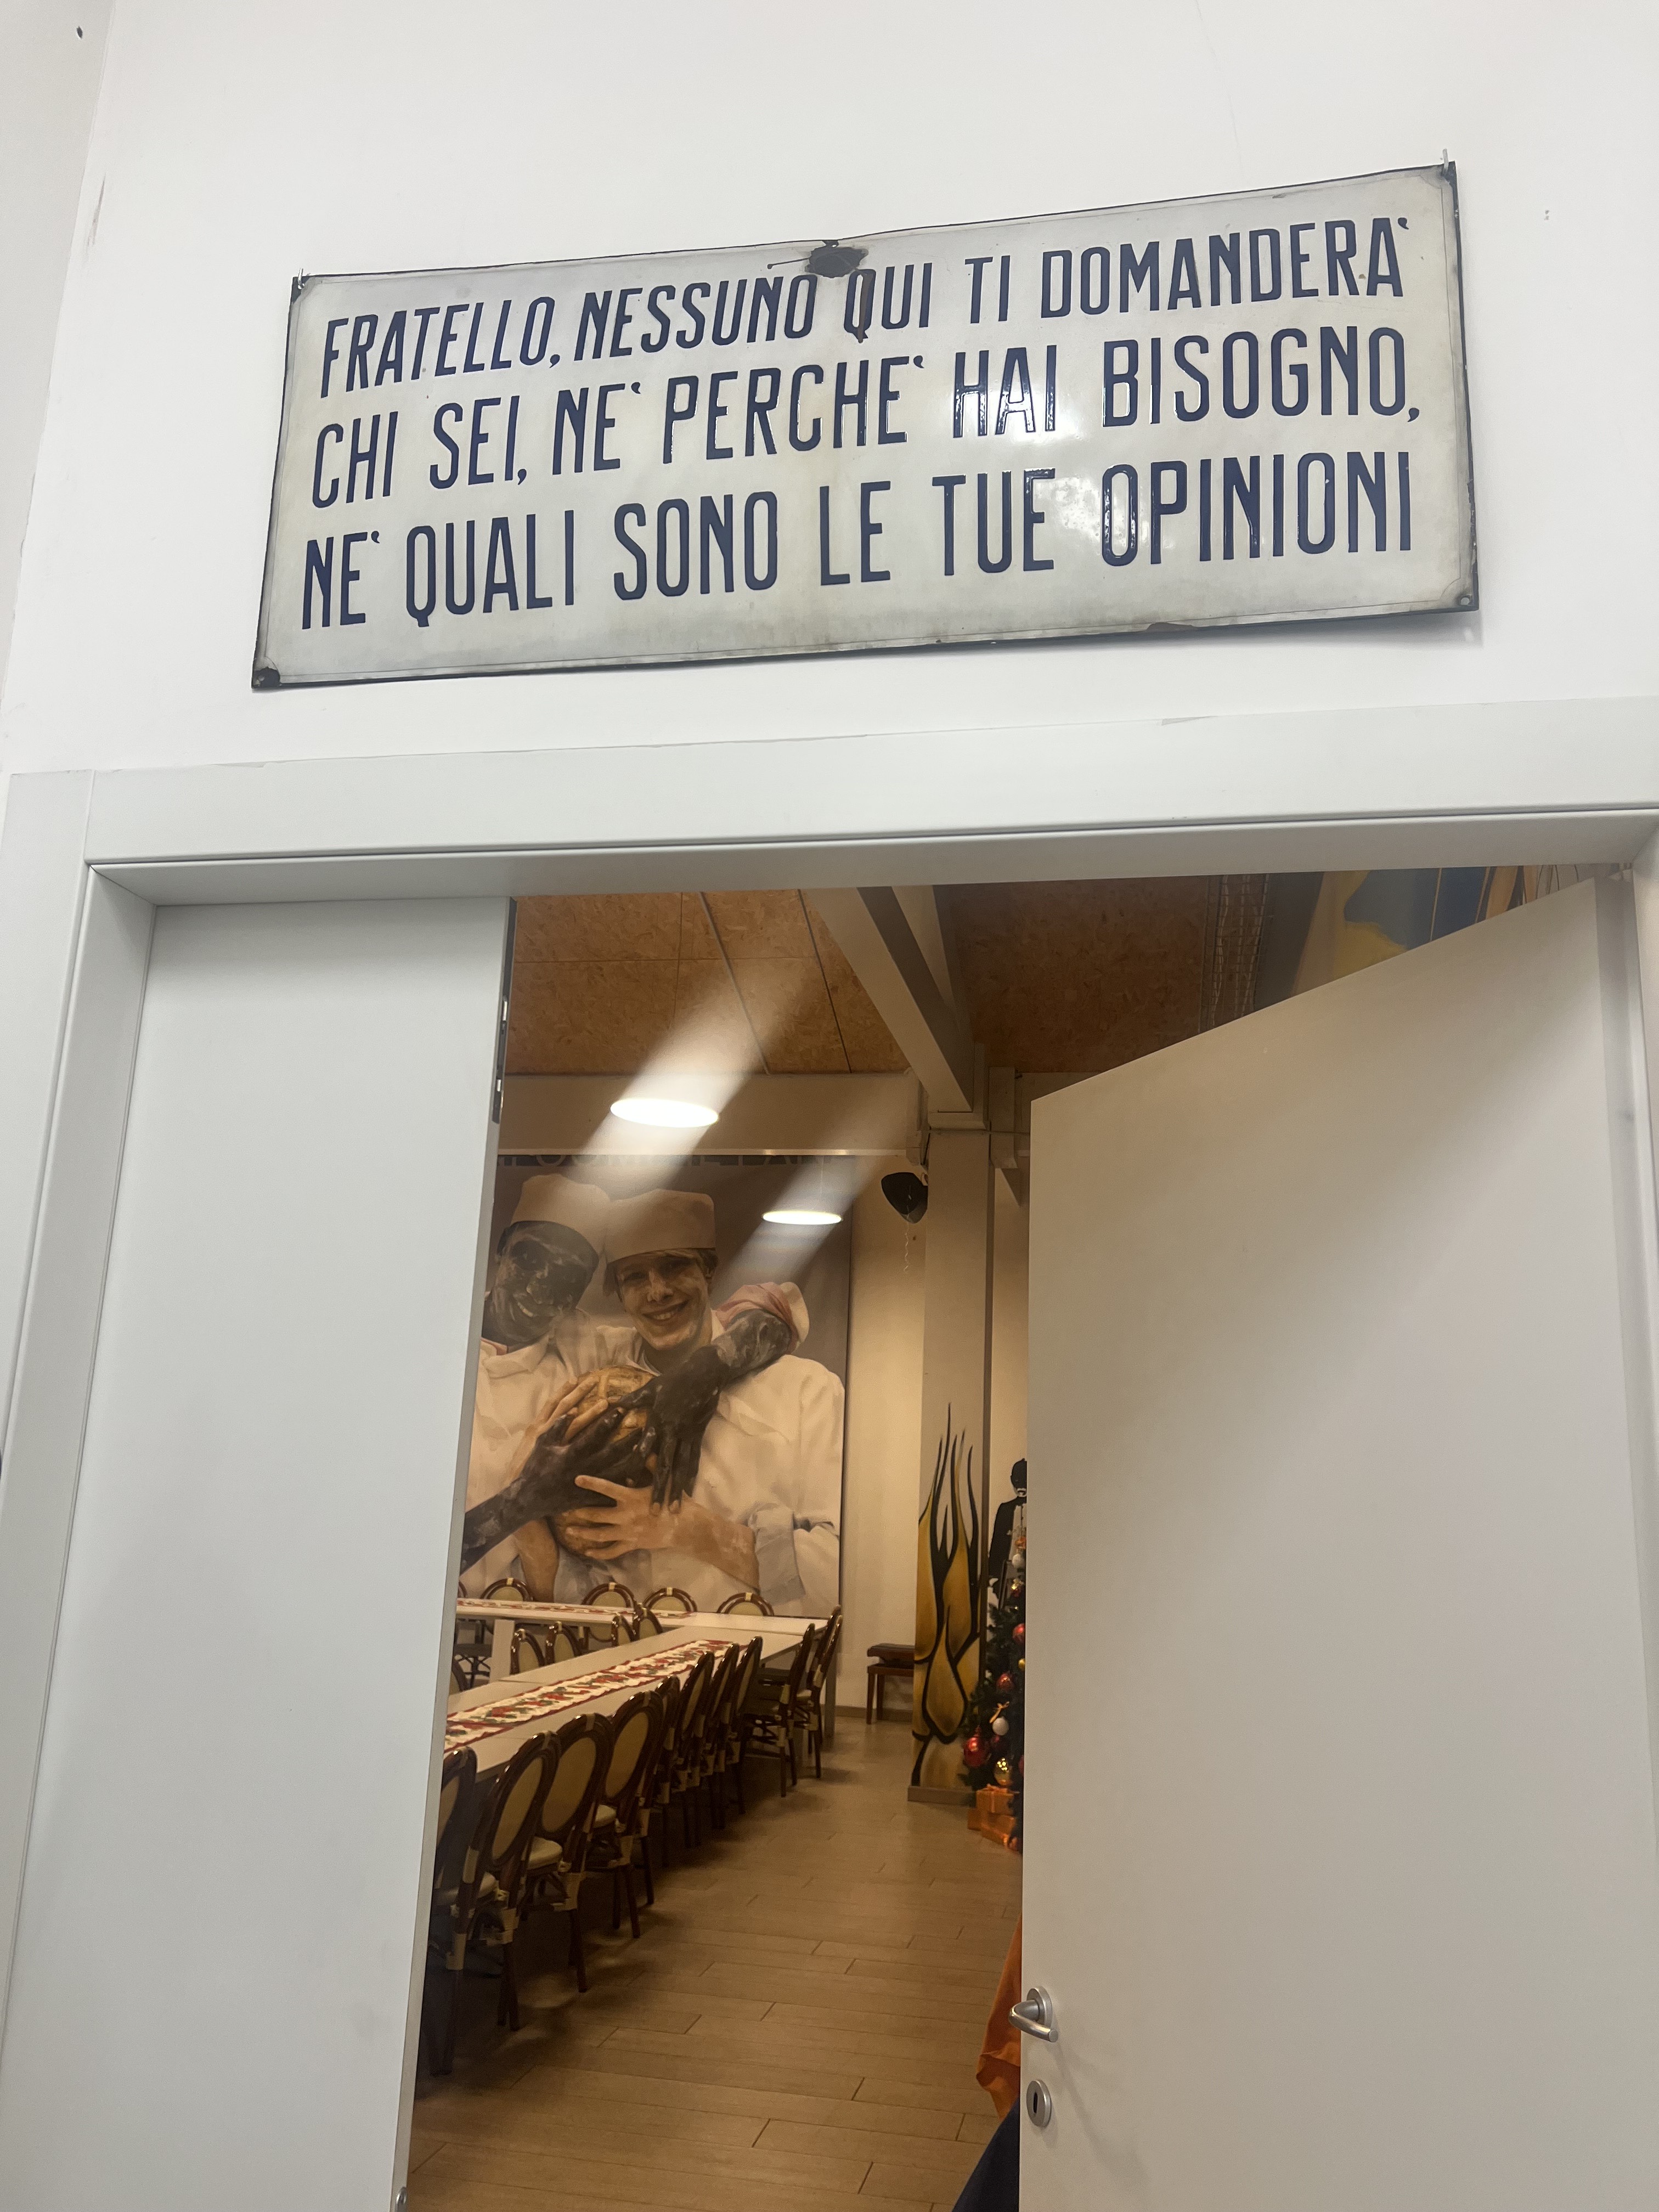 FRATELLO, NESSUNO QUI TI DOMANDERA'
CHI SEI, NE' PERCHE' HAI BISOGNO,
NE' QUALI SONO LE TUE OPINIONI